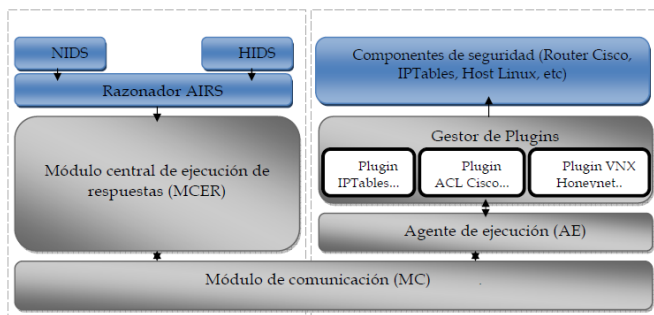 NIDS
HIDS
Razonador AIRS
Módulo central de ejecución de
respuestas (MCER)
Componentes de seguridad (Router Cisco,
IPTables, Host Linux, etc)
Gestor de Plugins
Plugin
IPTables...
Plugin
ACL Cisco...
Plugin VNX
Honeynet..
Agente de ejecución (AE)
Módulo de comunicación (MC)